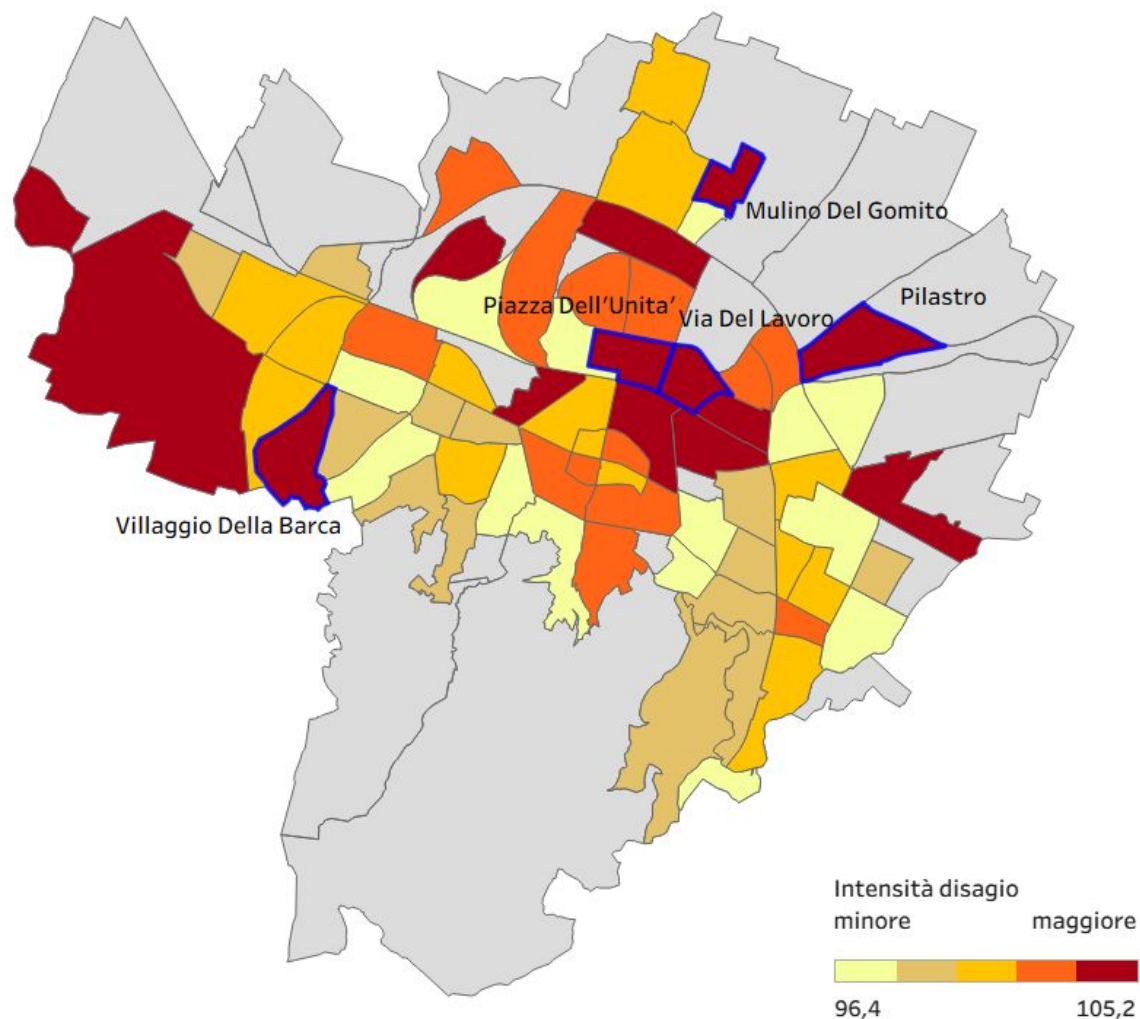 Mulino Del Gomito
Pilastro
Piazza Dell'Unita'
Via Del Lavoro
Villaggio Della Barca
Intensità disagio
minore maggiore
96,4 105,2